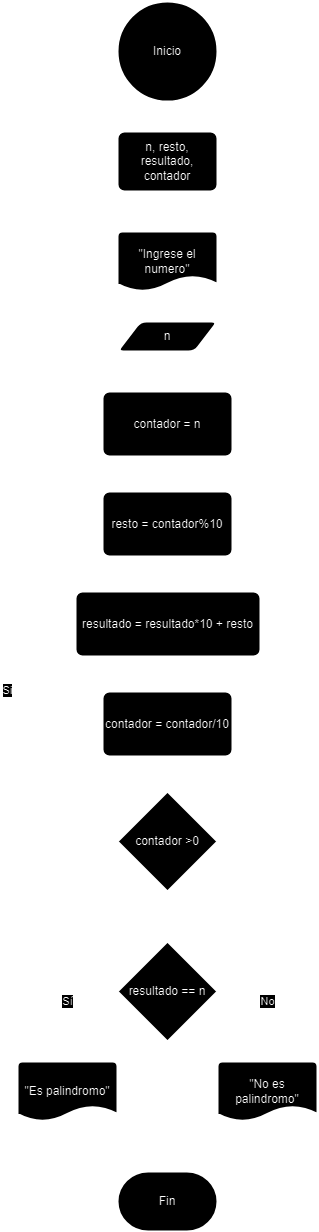 Inicio
n, resto,
resultado,
contador
"Ingrese el
numero"
n
contador = n
resto = contador%10
resultado = resultado*10 + resto
Sí
contador = contador/10
contador >0
resultado == n
Sí
No
"Es palindromo"
"No es
palindromo"
Fin